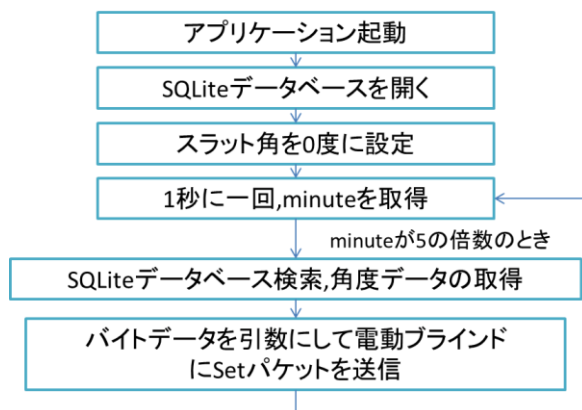 アプリケーション起動
SQLiteデータベースを開く
スラット角を0度に設定
1秒に一回,minuteを取得
minuteが5の倍数のとき
SQLiteデータベース検索,角度データの取得
バイトデータを引数にして電動ブラインド
にSetパケットを送信